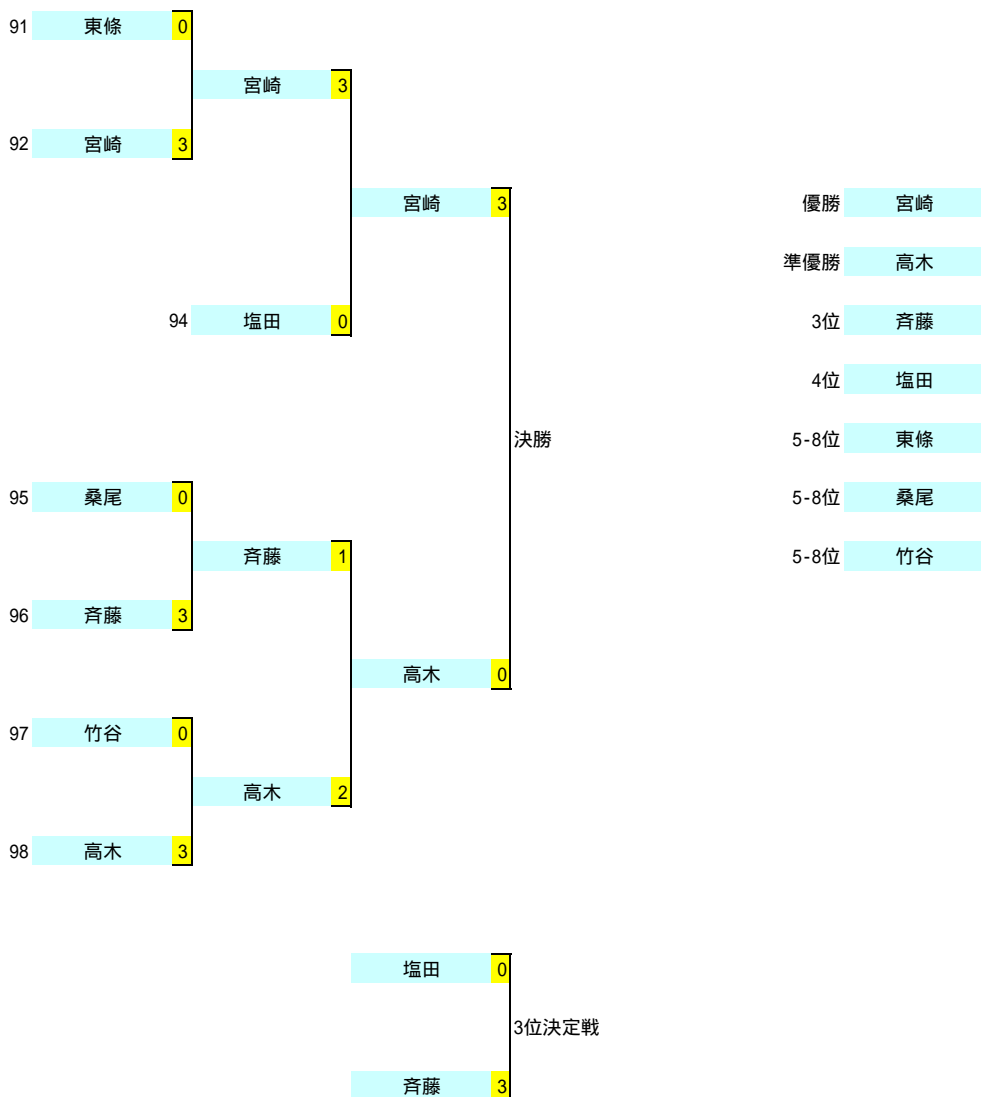 91 東條 0
宮崎 3
92 宮崎 3
宮崎 3 優勝 宮崎
準優勝 高木
94 塩田 0 3位 斉藤
4位 塩田
決勝 5-8位 東條
95 桑尾 0 5-8位 桑尾
斉藤 1 5-8位 竹谷
96 斉藤 3
高木 0
97 竹谷 0
高木 2
98 高木 3
塩田 0
3位決定戦
斉藤 3